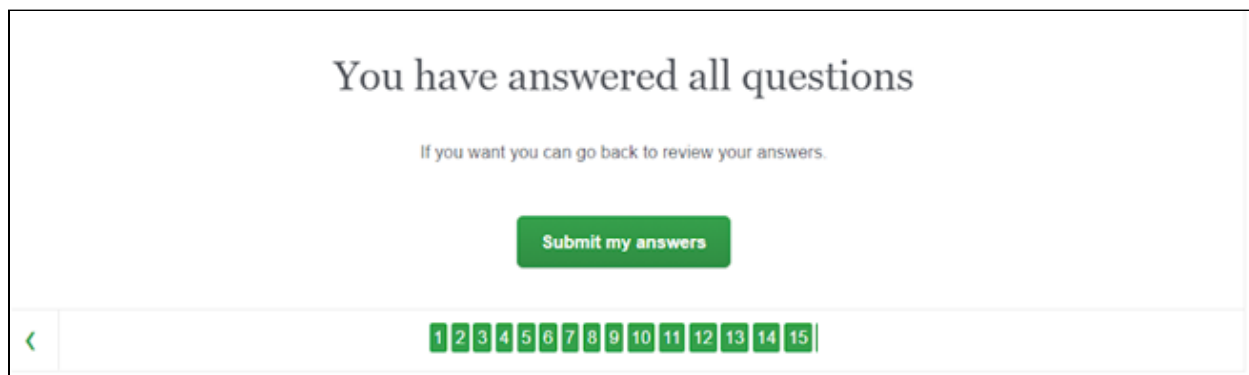 You have answered all questions
If you want you can go back to review your answers.
Submit my answers
1 2 3 4 5 6 7 8 9 10 11 12 13 14 15